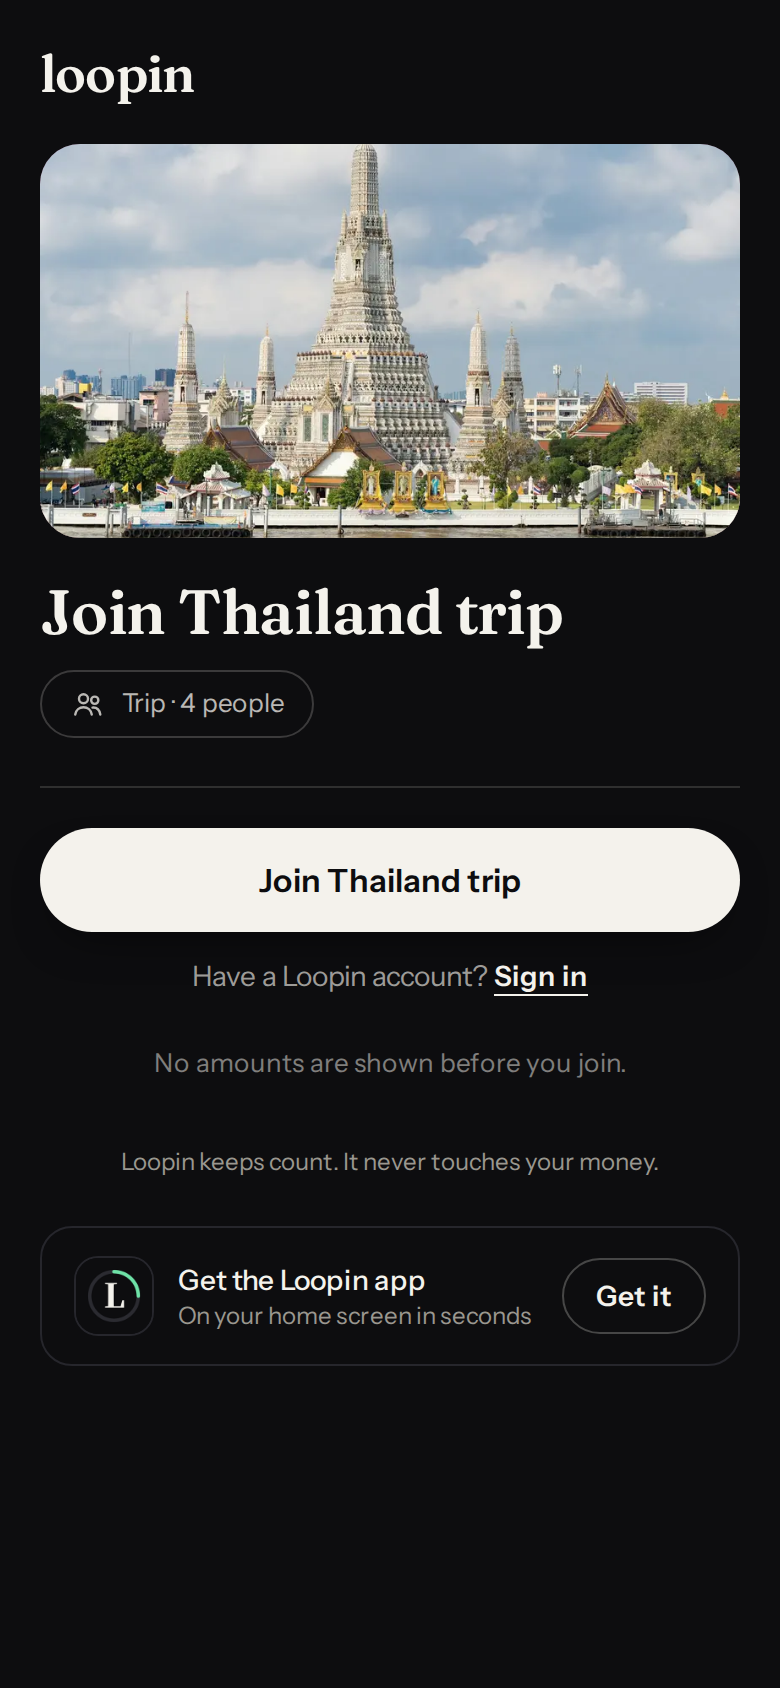 loopin
Join Thailand trip
Trip · 4 people
Join Thailand trip
Have a Loopin account? Sign in
No amounts are shown before you join.
Loopin keeps count. It never touches your money.
L
Get the Loopin app
On your home screen in seconds
Get it